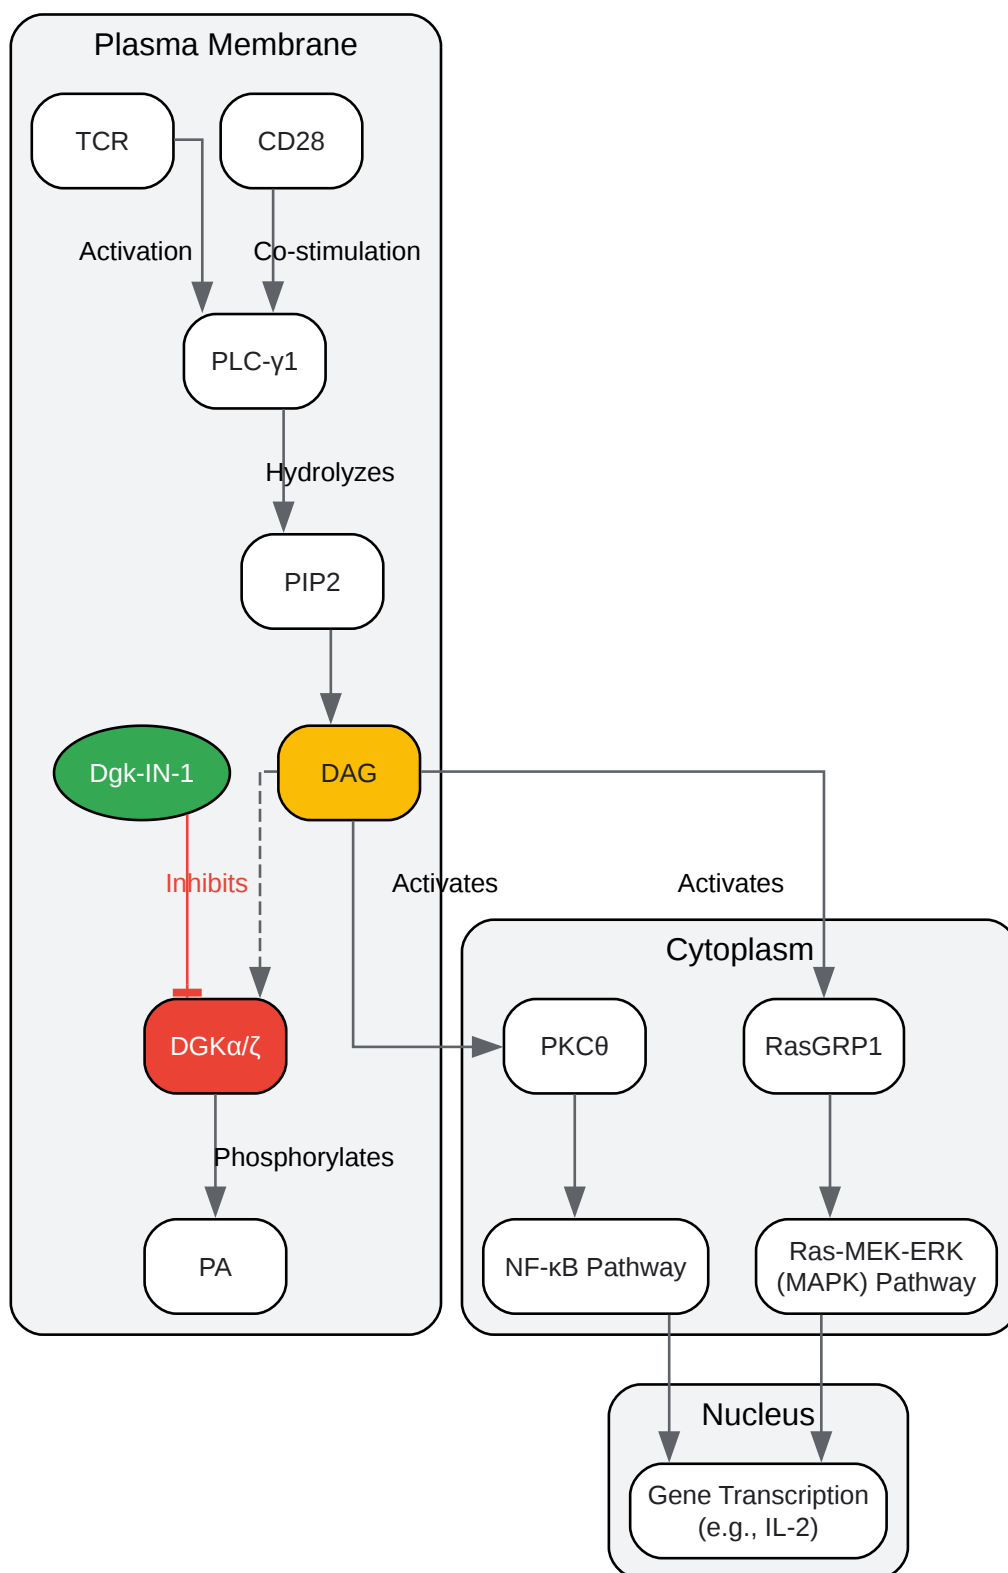 Plasma Membrane
TCR
CD28
Activation
Co-stimulation
PLC-γ1
Hydrolyzes
PIP2
Dgk-IN-1
DAG
Inhibits
Activates
Activates
Cytoplasm
DGKα/ζ
PKCθ
RasGRP1
Phosphorylates
PA
NF-κB Pathway
Ras-MEK-ERK
(MAPK) Pathway
Nucleus
Gene Transcription
(e.g., IL-2)